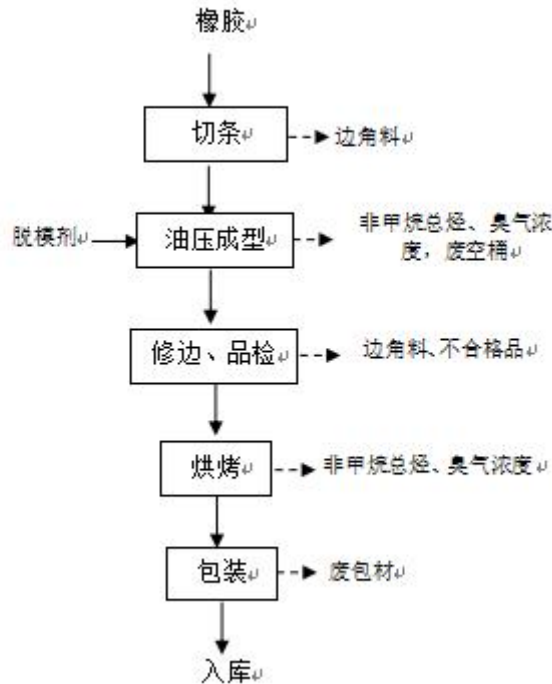 橡胶
切条
边角料
脱模剂
油压成型
非甲烷总烃、臭气浓
度，废空桶
修边、品检
边角料、不合格品
烘烤
非甲烷总烃、臭气浓度
包装
废包材
入库